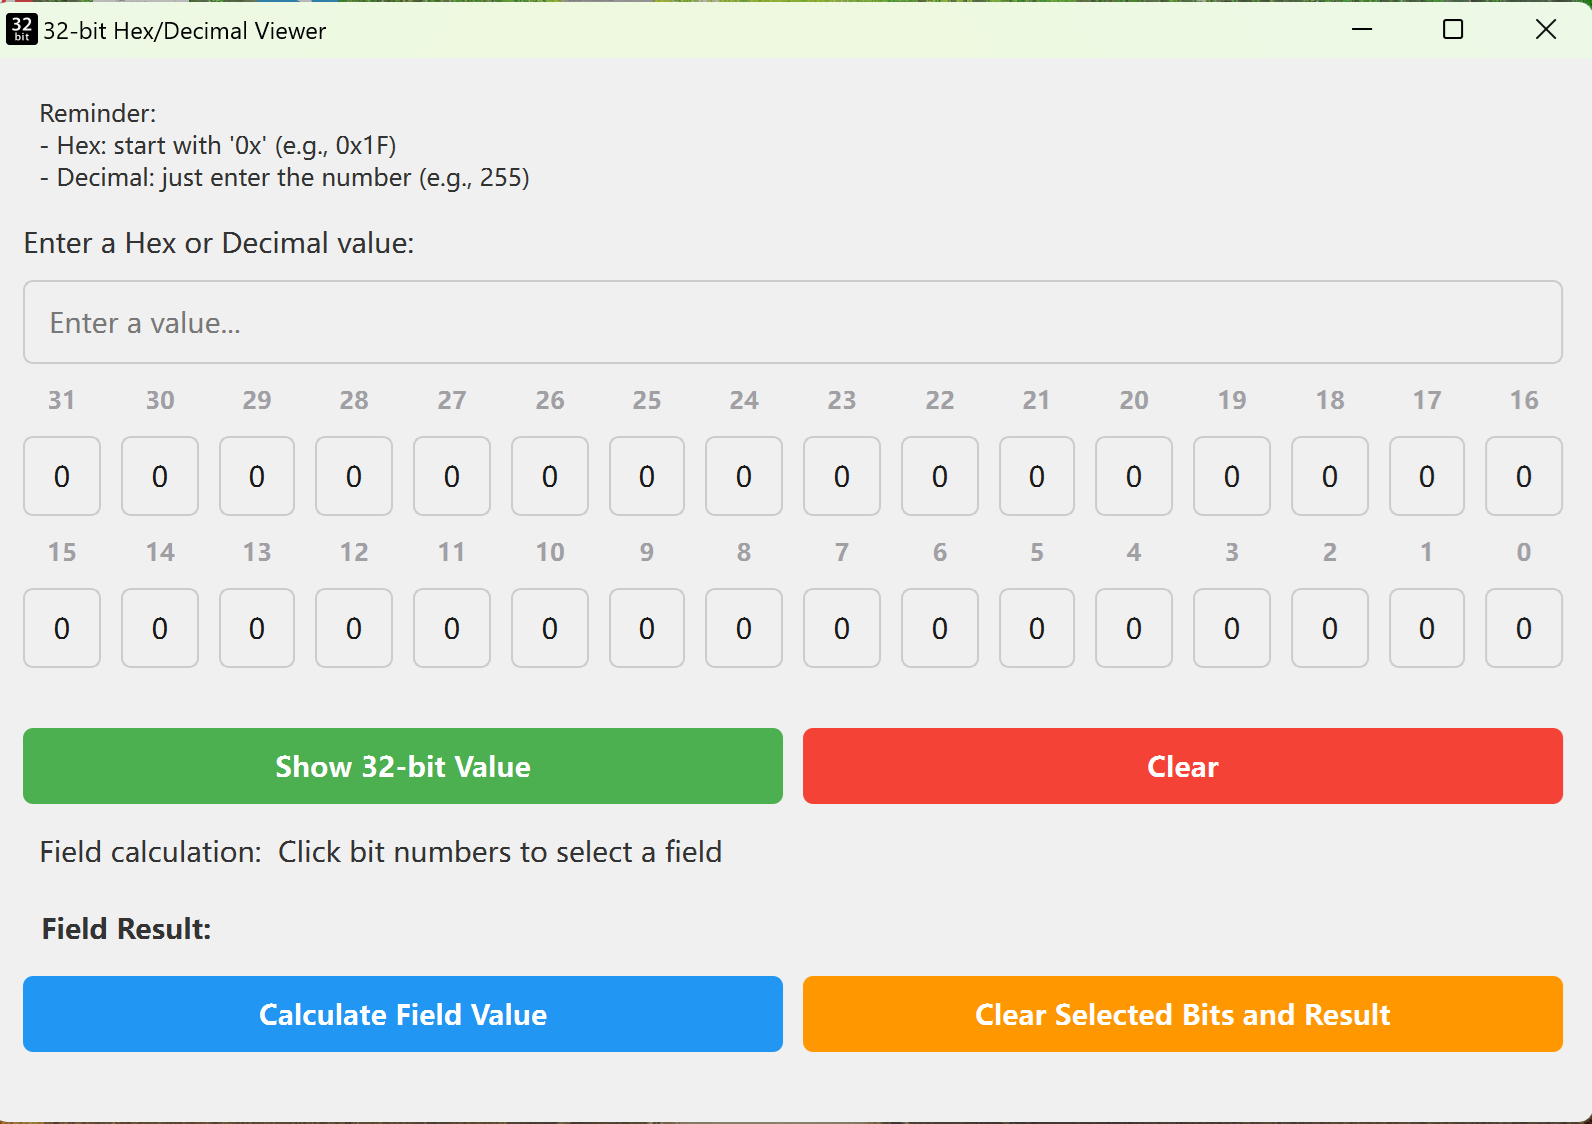 32
bit
32-bit Hex/Decimal Viewer
Reminder:
- Hex: start with '0x' (e.g., 0x1F)
- Decimal: just enter the number (e.g., 255)
Enter a Hex or Decimal value:
Enter a value...
31 30 29 28 27 26 25 24 23 22 21 20 19 18 17 16
0 0 0 0 0 0 0 0 0 0 0 0 0 0 0 0
15 14 13 12 11 10 9 8 7 6 5 4 3 2 1 0
0 0 0 0 0 0 0 0 0 0 0 0 0 0 0 0
Show 32-bit Value Clear
Field calculation: Click bit numbers to select a field
Field Result:
Calculate Field Value Clear Selected Bits and Result